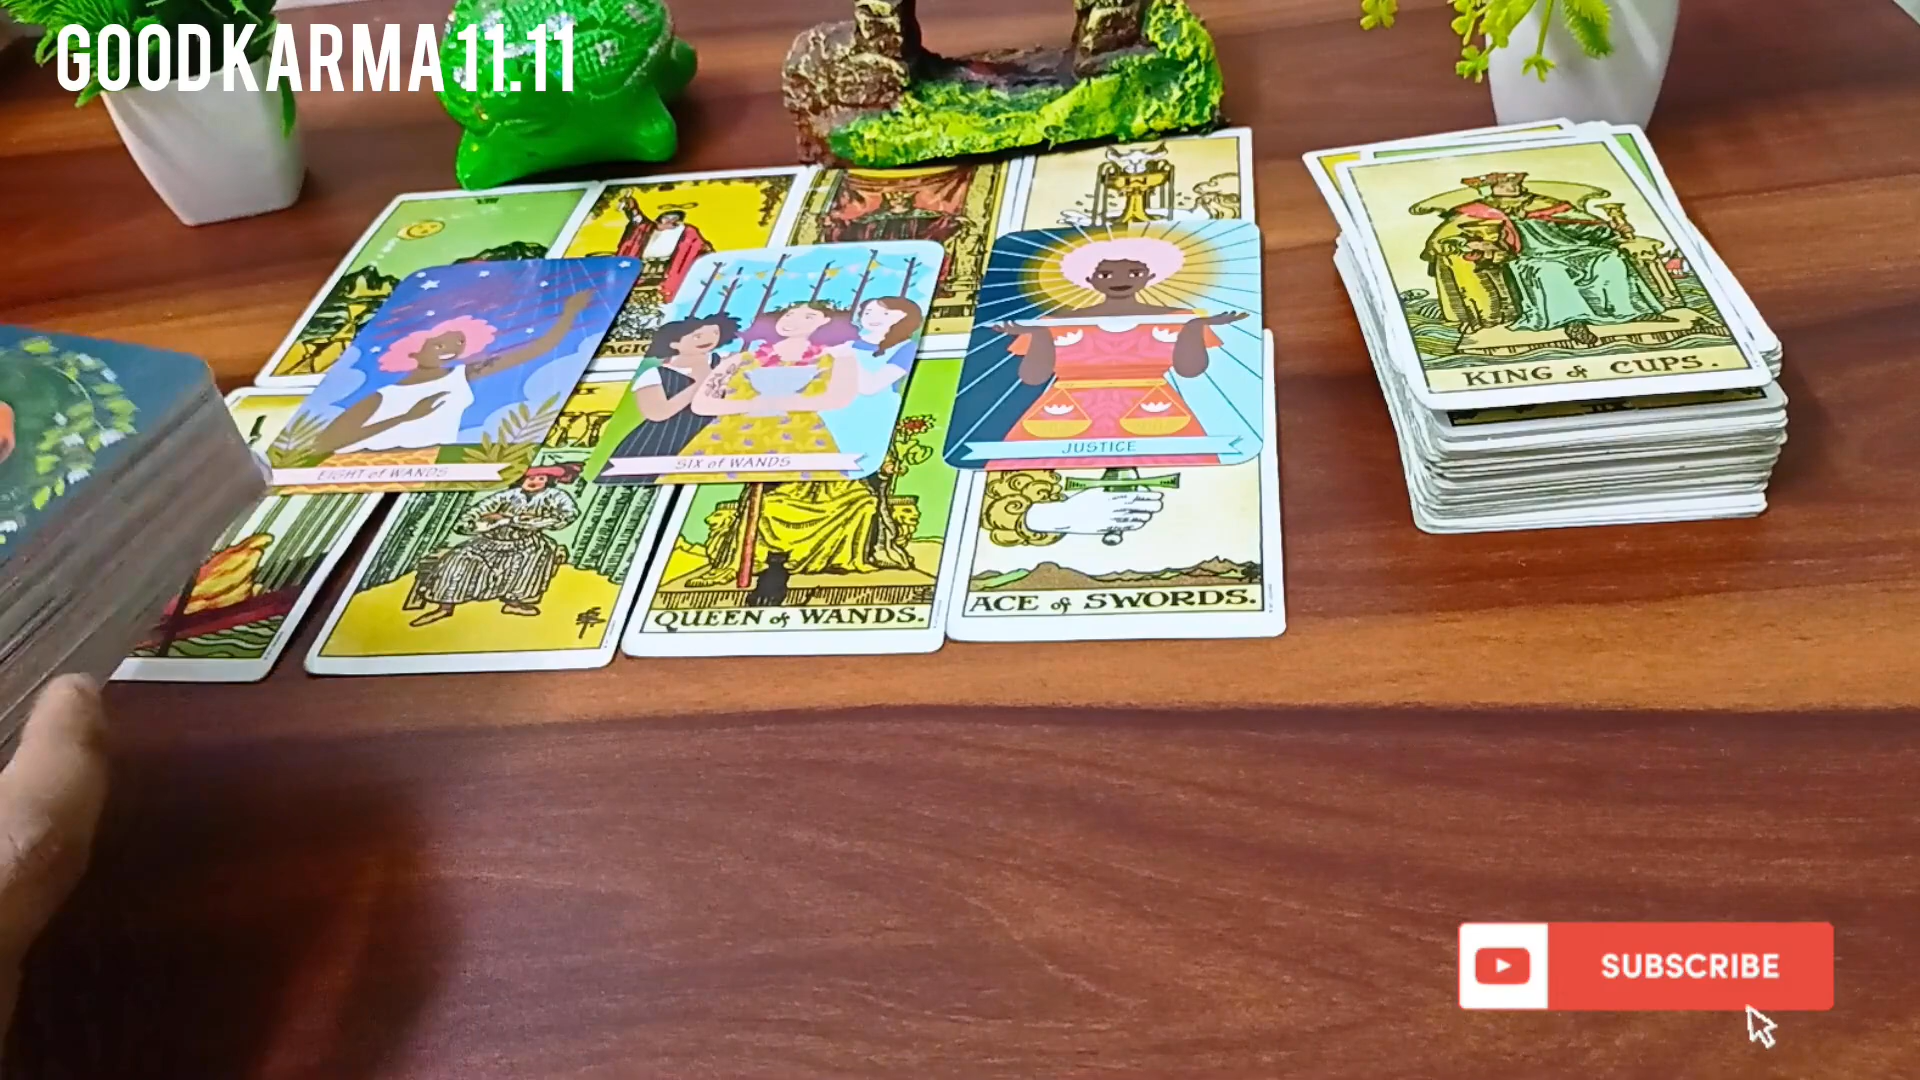 GOOD KARMA 11.11
EIGHT of WANDS
SIX of WANDS
JUSTICE
KING of CUPS.
QUEEN of WANDS.
ACE of SWORDS.
SUBSCRIBE